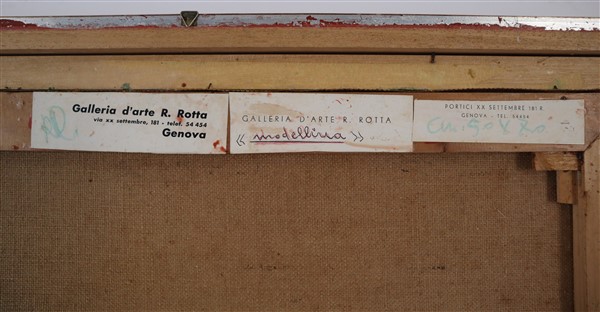 Galleria d'arte R. Rotta
via xx settembre, 181 - telef. 54 454
Genova
GALLERIA D'ARTE R. ROTTA
« modellina »
PORTICI XX SETTEMBRE 181 R
GENOVA - TEL. 54454
cm. 50 x 70